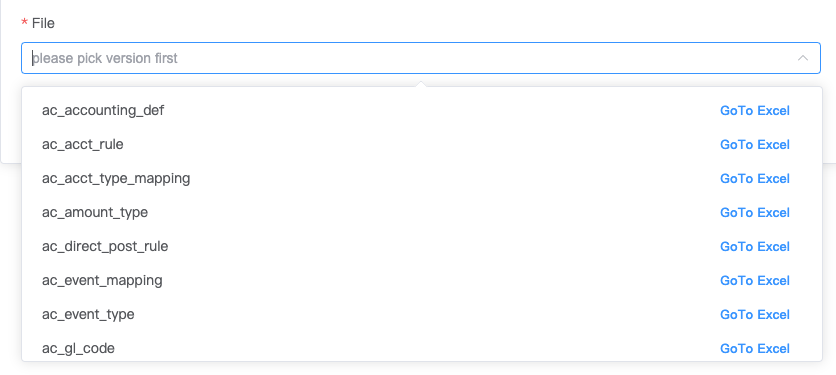 * File
please pick version first
ac_accounting_def GoTo Excel
ac_acct_rule GoTo Excel
ac_acct_type_mapping GoTo Excel
ac_amount_type GoTo Excel
ac_direct_post_rule GoTo Excel
ac_event_mapping GoTo Excel
ac_event_type GoTo Excel
ac_gl_code GoTo Excel